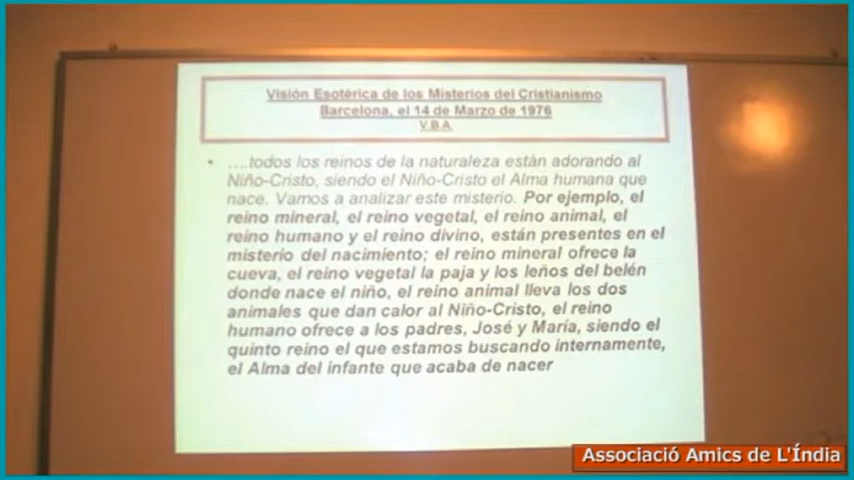 Visión Esotérica de los Misterios del Cristianismo
Barcelona, el 14 de Marzo de 1976
V.B.A.
• ….todos los reinos de la naturaleza están adorando al
Niño-Cristo, siendo el Niño-Cristo el Alma humana que
nace. Vamos a analizar este misterio. Por ejemplo, el
reino mineral, el reino vegetal, el reino animal, el
reino humano y el reino divino, están presentes en el
misterio del nacimiento; el reino mineral ofrece la
cueva, el reino vegetal la paja y los leños del belén
donde nace el niño, el reino animal lleva los dos
animales que dan calor al Niño-Cristo, el reino
humano ofrece a los padres, José y María, siendo el
quinto reino el que estamos buscando internamente,
el Alma del infante que acaba de nacer
Associació Amics de L'Índia